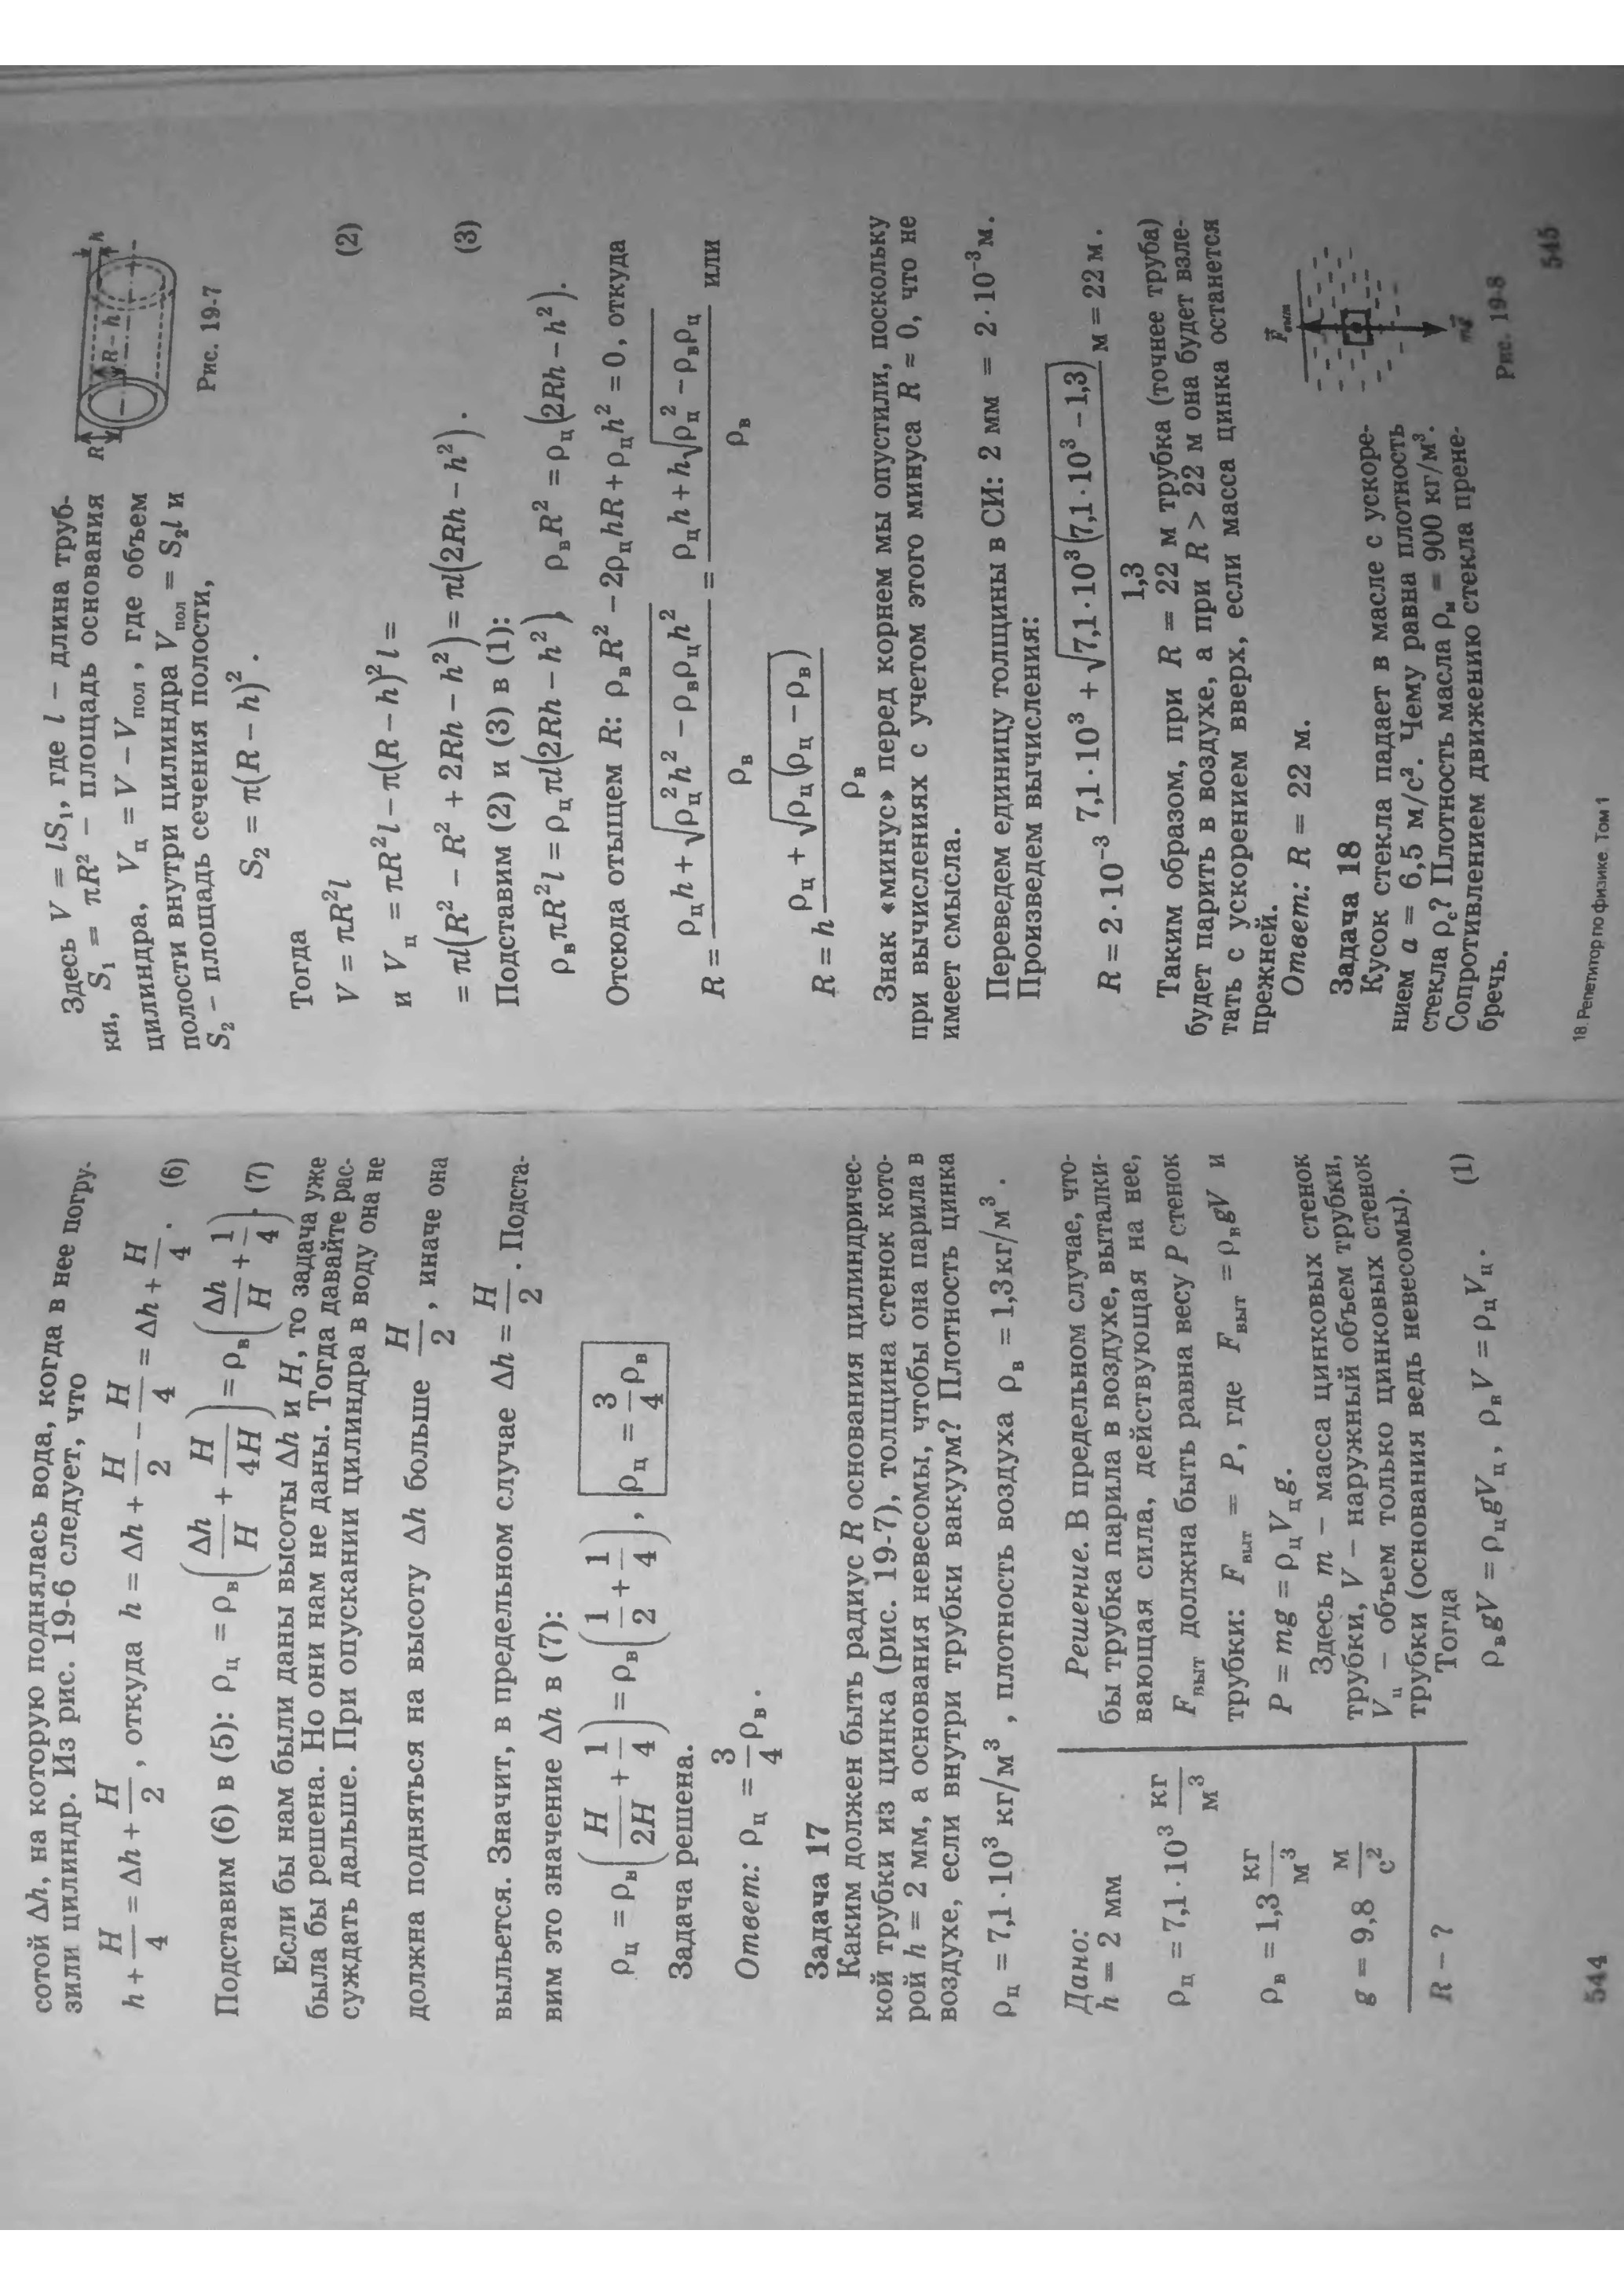 сотой Δh, на которую поднялась вода, когда в нее погру-
зили цилиндр. Из рис. 19-6 следует, что
h + H/4 = Δh + H/2, откуда h = Δh + H/2 − H/4 = Δh + H/4. (6)
Подставим (6) в (5): ρц = ρв(Δh/H + H/4H) = ρв(Δh/H + 1/4). (7)
Если бы нам были даны высоты Δh и H, то задача уже
была бы решена. Но они нам не даны. Тогда давайте рас-
суждать дальше. При опускании цилиндра в воду она не
должна подняться на высоту Δh больше H/2, иначе она
выльется. Значит, в предельном случае Δh = H/2. Подста-
вим это значение Δh в (7):
ρц = ρв(H/2H + 1/4) = ρв(1/2 + 1/4), ρц = 3/4 ρв
Задача решена.
Ответ: ρц = 3/4 ρв.
Задача 17
Каким должен быть радиус R основания цилиндричес-
кой трубки из цинка (рис. 19-7), толщина стенок кото-
рой h = 2 мм, а основания невесомы, чтобы она парила в
воздухе, если внутри трубки вакуум? Плотность цинка
ρц = 7,1·10³ кг/м³, плотность воздуха ρв = 1,3кг/м³.
Дано:
h = 2 мм
ρц = 7,1·10³ кг/м³
ρв = 1,3 кг/м³
g = 9,8 м/с²
R − ?
Решение. В предельном случае, что-
бы трубка парила в воздухе, выталки-
вающая сила, действующая на нее,
Fвыт должна быть равна весу P стенок
трубки: Fвыт = P, где Fвыт = ρвgV и
P = mg = ρцVцg.
Здесь m − масса цинковых стенок
трубки, V − наружный объем трубки,
Vц − объем только цинковых стенок
трубки (основания ведь невесомы).
Тогда
ρвgV = ρцgVц, ρвV = ρцVц. (1)
544
Здесь V = lS₁, где l − длина труб-
ки, S₁ = πR² − площадь основания
цилиндра, Vц = V − Vпол, где объем
полости внутри цилиндра Vпол = S₂l и
S₂ − площадь сечения полости,
S₂ = π(R − h)².
R
R − h
h
Рис. 19-7
Тогда
V = πR²l (2)
и Vц = πR²l − π(R − h)²l =
= πl(R² − R² + 2Rh − h²) = πl(2Rh − h²). (3)
Подставим (2) и (3) в (1):
ρвπR²l = ρцπl(2Rh − h²), ρвR² = ρц(2Rh − h²).
Отсюда отыщем R: ρвR² − 2ρцhR + ρцh² = 0, откуда
R = (ρцh + √(ρц²h² − ρвρцh²))/ρв = (ρцh + h√(ρц² − ρвρц))/ρв или
R = h (ρц + √(ρц(ρц − ρв)))/ρв
Знак «минус» перед корнем мы опустили, поскольку
при вычислениях с учетом этого минуса R ≈ 0, что не
имеет смысла.
Переведем единицу толщины в СИ: 2 мм = 2·10⁻³м.
Произведем вычисления:
R = 2·10⁻³ (7,1·10³ + √(7,1·10³(7,1·10³ − 1,3)))/1,3 м = 22 м.
Таким образом, при R = 22 м трубка (точнее труба)
будет парить в воздухе, а при R > 22 м она будет взле-
тать с ускорением вверх, если масса цинка останется
прежней.
Ответ: R = 22 м.
Задача 18
Кусок стекла падает в масле с ускоре-
нием a = 6,5 м/с². Чему равна плотность
стекла ρс? Плотность масла ρм = 900 кг/м³.
Сопротивлением движению стекла прене-
бречь.
Fвыт
mg
Рис. 19-8
18. Репетитор по физике. Том 1
545